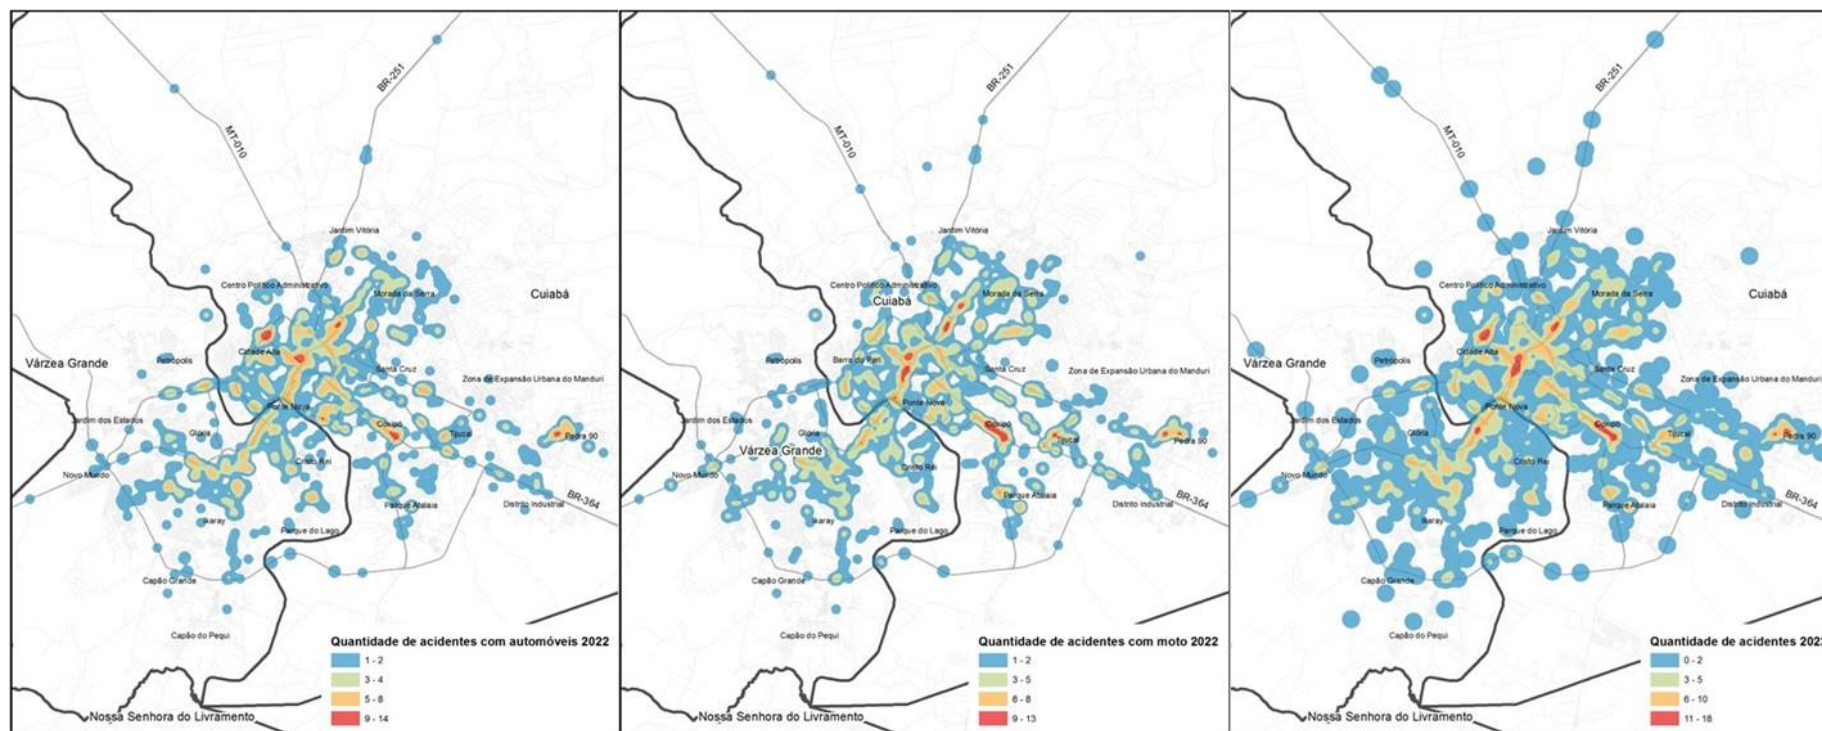 BR-251
MT-010
Jardim Vitória
Centro Político Administrativo
Morada da Serra
Cuiabá
Cidade Alta
Petrópolis
Várzea Grande
Santa Cruz
Zona de Expansão Urbana do Manduri
Ponte Nova
Jardim dos Estados
Glória
Coxipó
Tijucal
Pedra 90
Cristo Rei
Novo Mundo
BR-364
Distrito Industrial
Parque Atalaia
Ikaray
Parque do Lago
Capão Grande
Capão do Pequi
Nossa Senhora do Livramento
Quantidade de acidentes com automóveis 2022
1 - 2
3 - 4
5 - 8
9 - 14
BR-251
MT-010
Jardim Vitória
Centro Político Administrativo
Morada da Serra
Cuiabá
Barra do Pari
Petrópolis
Santa Cruz
Zona de Expansão Urbana do Manduri
Ponte Nova
Jardim dos Estados
Glória
Coxipó
Tijucal
Pedra 90
Várzea Grande
Cristo Rei
Novo Mundo
BR-364
Distrito Industrial
Parque Atalaia
Ikaray
Parque do Lago
Capão Grande
Capão do Pequi
Nossa Senhora do Livramento
Quantidade de acidentes com moto 2022
1 - 2
3 - 5
6 - 8
9 - 13
BR-251
MT-010
Jardim Vitória
Centro Político Administrativo
Morada da Serra
Cuiabá
Cidade Alta
Petrópolis
Várzea Grande
Santa Cruz
Zona de Expansão Urbana do Manduri
Ponte Nova
Jardim dos Estados
Glória
Coxipó
Tijucal
Pedra 90
Cristo Rei
Novo Mundo
BR-364
Distrito Industrial
Parque Atalaia
Ikaray
Parque do Lago
Capão Grande
Capão do Pequi
Nossa Senhora do Livramento
Quantidade de acidentes 2022
0 - 2
3 - 5
6 - 10
11 - 18